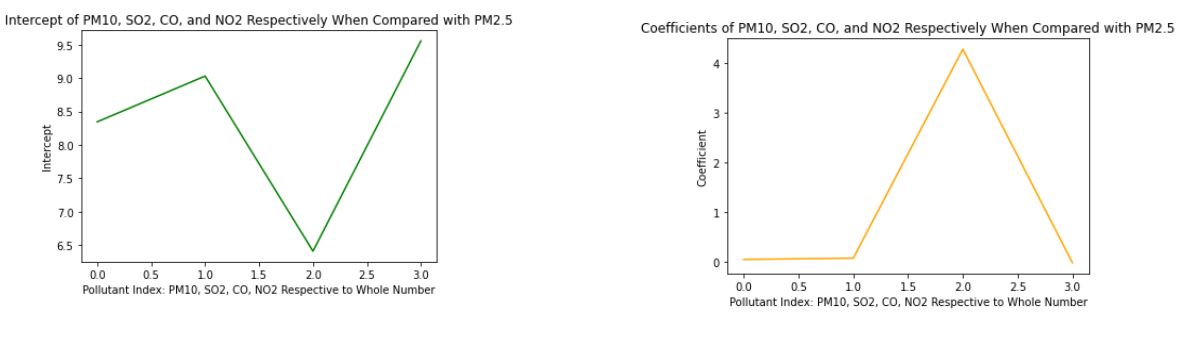 Intercept of PM10, SO2, CO, and NO2 Respectively When Compared with PM2.5
9.5
9.0
8.5
8.0
7.5
7.0
6.5
Intercept
0.0 0.5 1.0 1.5 2.0 2.5 3.0
Pollutant Index: PM10, SO2, CO, NO2 Respective to Whole Number
Coefficients of PM10, SO2, CO, and NO2 Respectively When Compared with PM2.5
4
3
2
1
0
Coefficient
0.0 0.5 1.0 1.5 2.0 2.5 3.0
Pollutant Index: PM10, SO2, CO, NO2 Respective to Whole Number